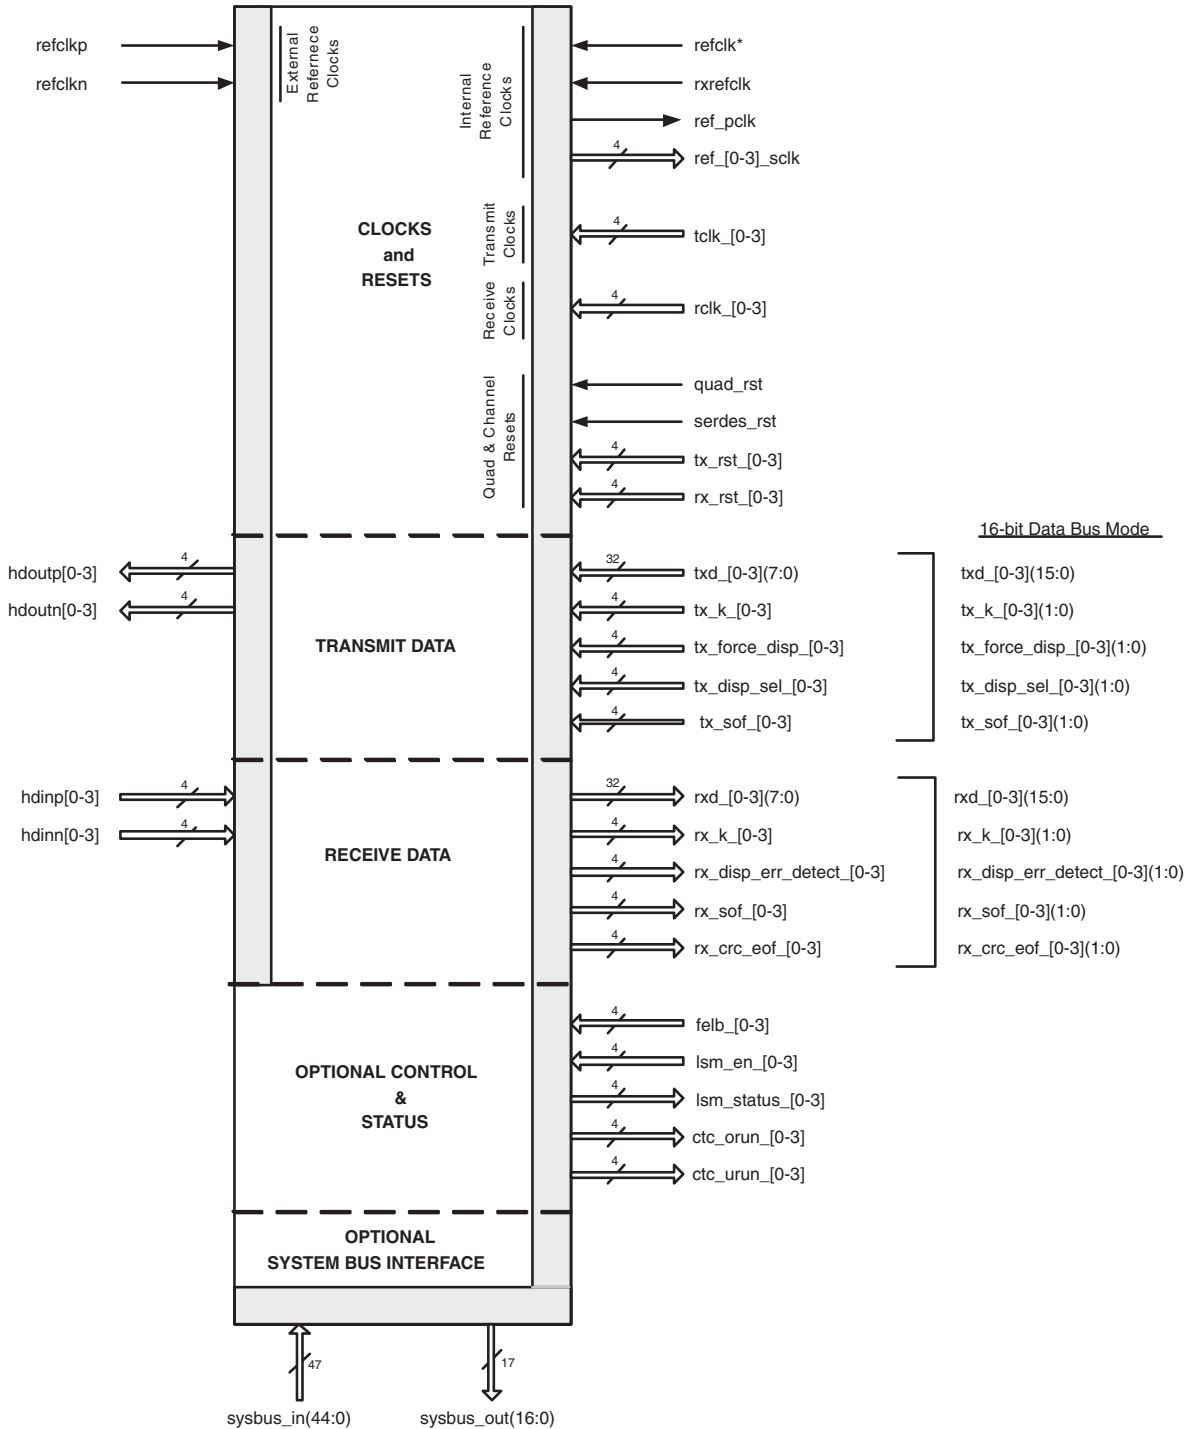 refclkp
refclkn
External
Refernece
Clocks
Internal
Reference
Clocks
refclk*
rxrefclk
ref_pclk
4
ref_[0-3]_sclk
CLOCKS
and
RESETS
Transmit
Clocks
4
tclk_[0-3]
Receive
Clocks
4
rclk_[0-3]
Quad & Channel
Resets
quad_rst
serdes_rst
4
tx_rst_[0-3]
4
rx_rst_[0-3]
16-bit Data Bus Mode
hdoutp[0-3]
4
hdoutn[0-3]
4
TRANSMIT DATA
32
txd_[0-3](7:0)
txd_[0-3](15:0)
4
tx_k_[0-3]
tx_k_[0-3](1:0)
4
tx_force_disp_[0-3]
tx_force_disp_[0-3](1:0)
4
tx_disp_sel_[0-3]
tx_disp_sel_[0-3](1:0)
4
tx_sof_[0-3]
tx_sof_[0-3](1:0)
hdinp[0-3]
4
hdinn[0-3]
4
RECEIVE DATA
32
rxd_[0-3](7:0)
rxd_[0-3](15:0)
4
rx_k_[0-3]
rx_k_[0-3](1:0)
4
rx_disp_err_detect_[0-3]
rx_disp_err_detect_[0-3](1:0)
4
rx_sof_[0-3]
rx_sof_[0-3](1:0)
4
rx_crc_eof_[0-3]
rx_crc_eof_[0-3](1:0)
OPTIONAL CONTROL
&
STATUS
4
felb_[0-3]
4
lsm_en_[0-3]
4
lsm_status_[0-3]
4
ctc_orun_[0-3]
4
ctc_urun_[0-3]
OPTIONAL
SYSTEM BUS INTERFACE
47
17
sysbus_in(44:0)
sysbus_out(16:0)